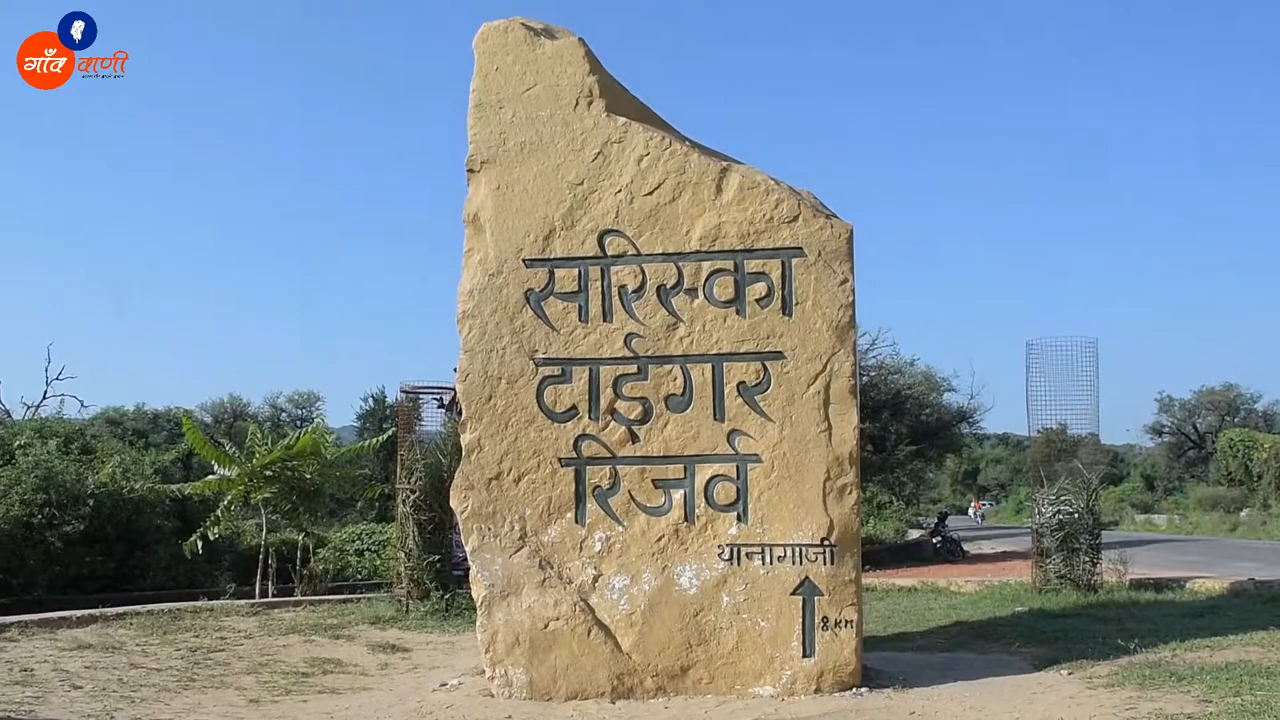 गाँव वाणी
सरिस्का
टाईगर
रिजर्व
थानागाजी
8 KM